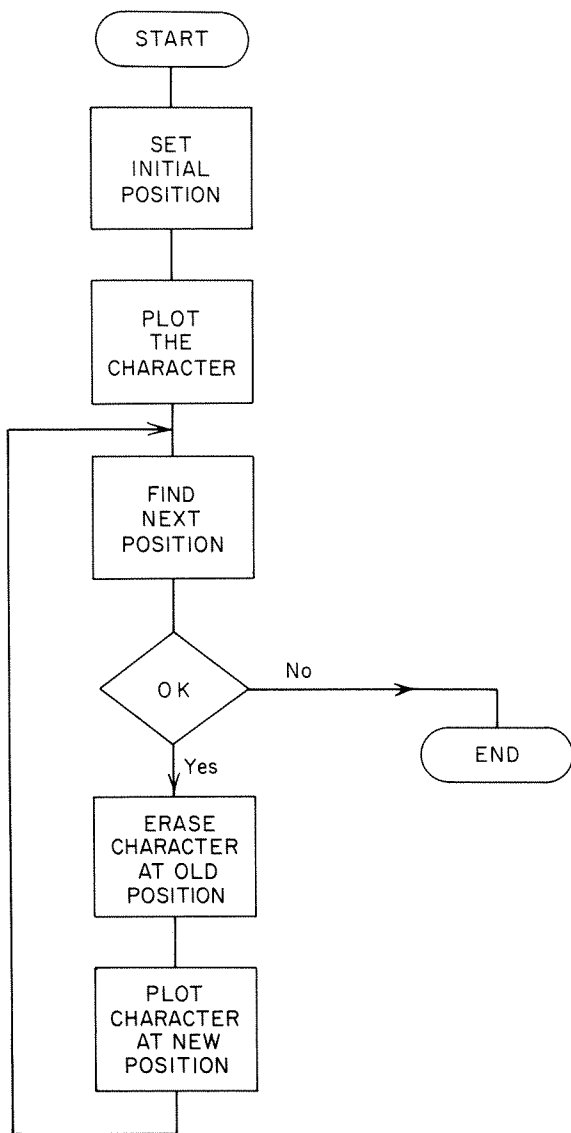 START
SET
INITIAL
POSITION
PLOT
THE
CHARACTER
FIND
NEXT
POSITION
OK
No
END
Yes
ERASE
CHARACTER
AT OLD
POSITION
PLOT
CHARACTER
AT NEW
POSITION